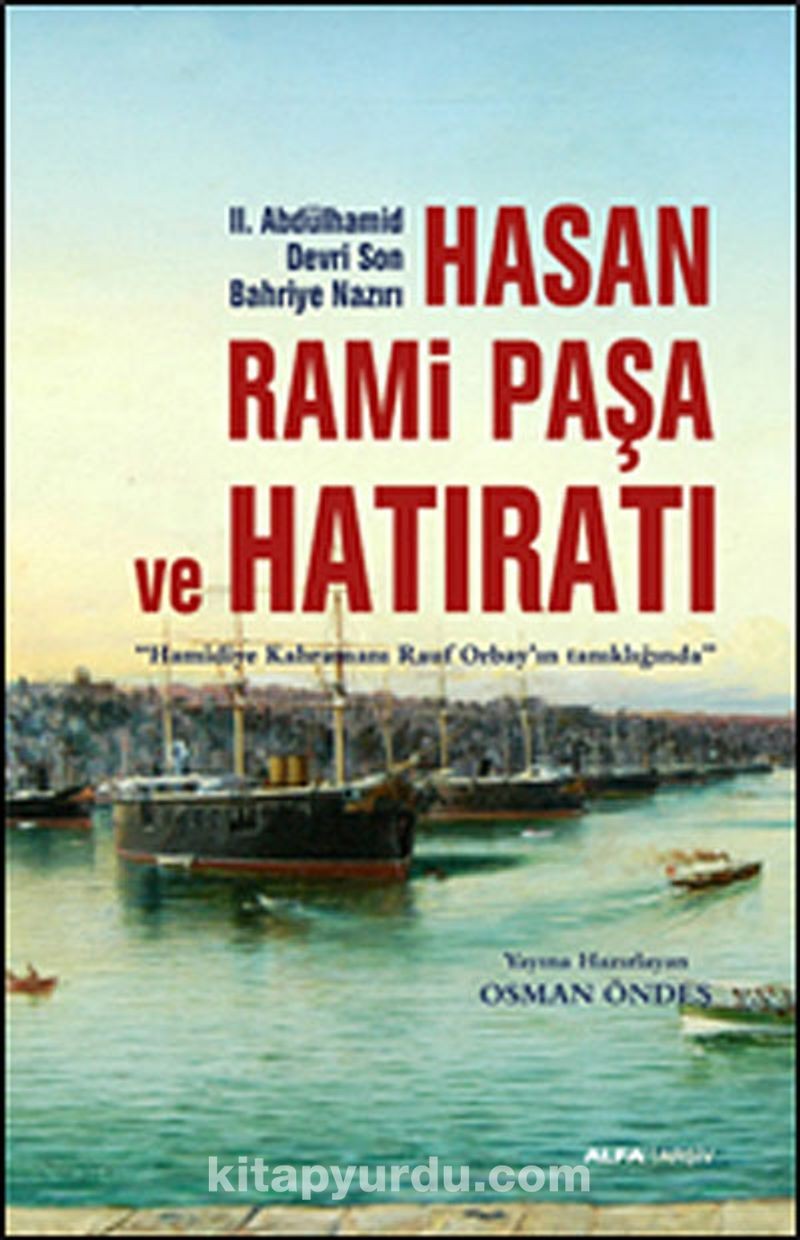 II. Abdülhamid
Devri Son
Bahriye Nazırı
HASAN
RAMi PAŞA
ve HATIRATI
"Hamidiye Kahramanı Rauf Orbay'ın tanıklığında"
Yayına Hazırlayan
OSMAN ÖNDEŞ
ALFA | ARŞİV
kitapyurdu.com